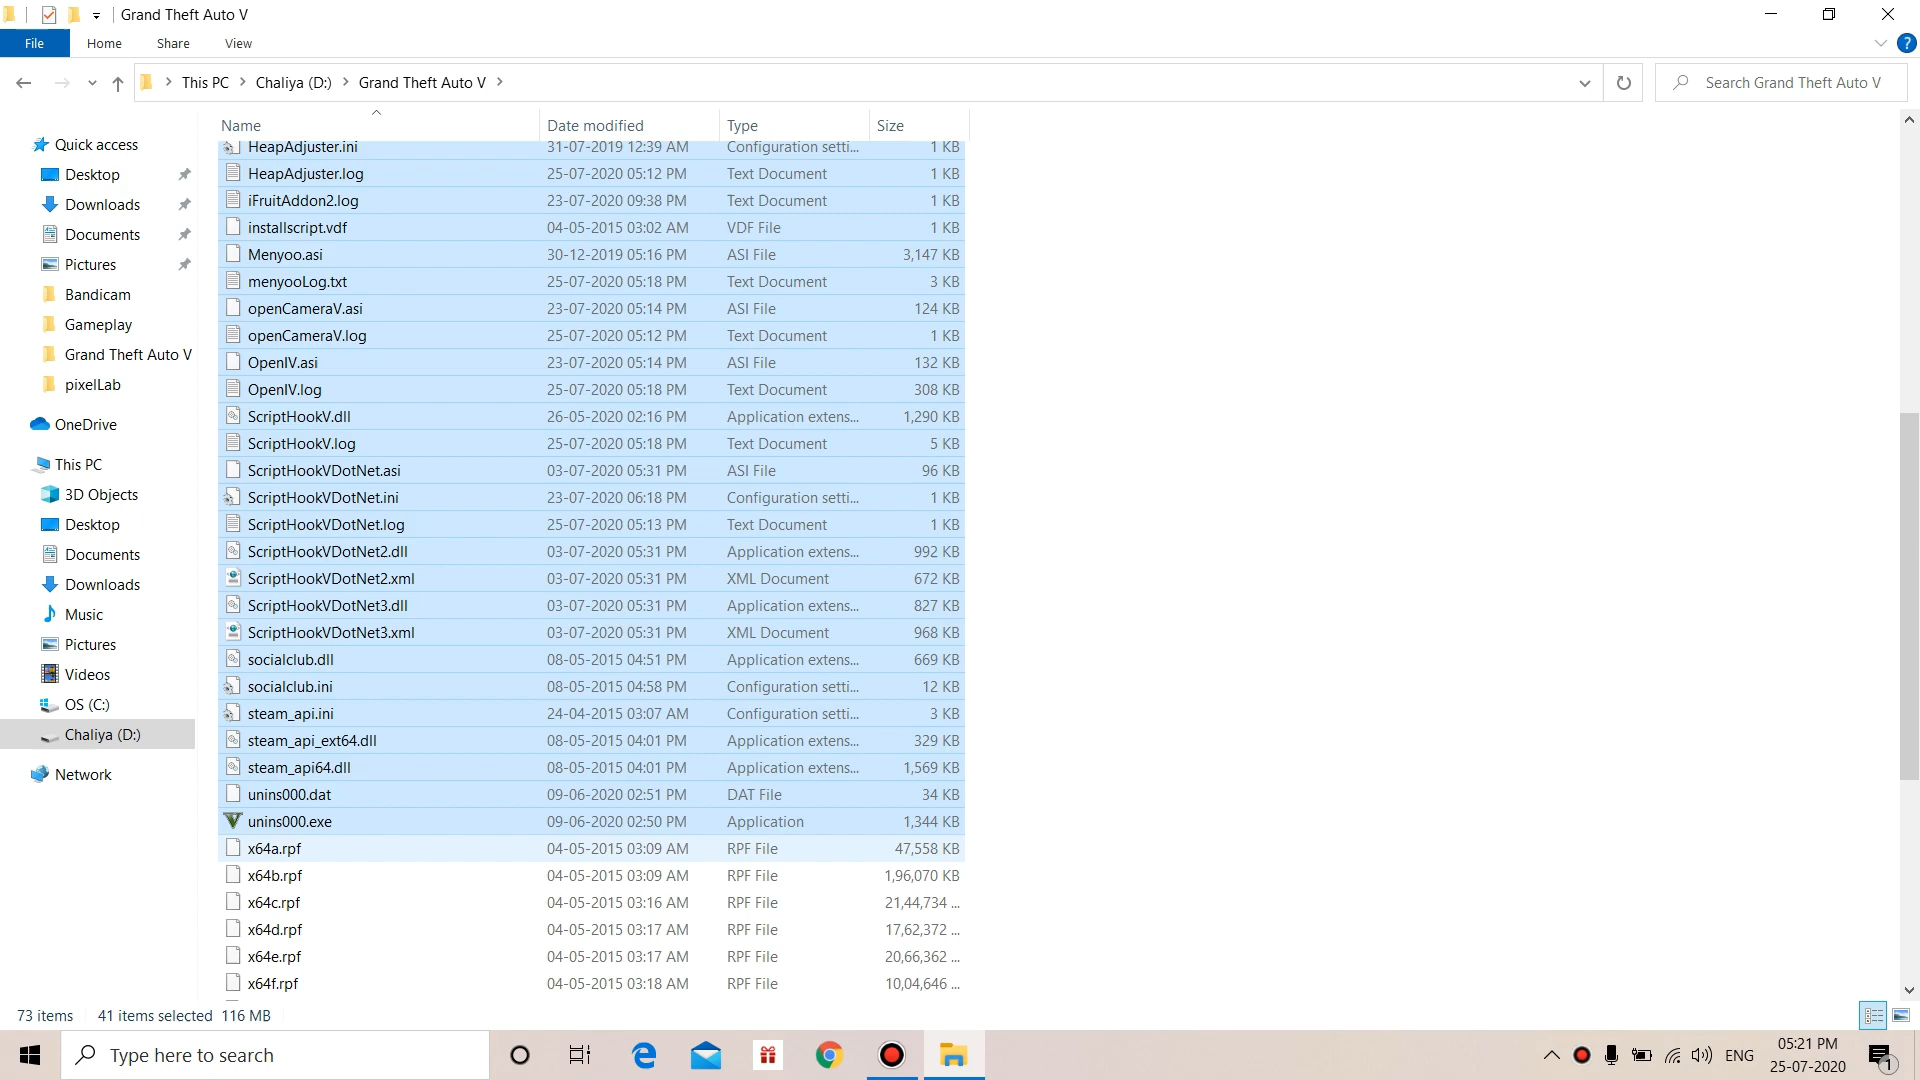 Grand Theft Auto V
File Home Share View
This PC Chaliya (D:) Grand Theft Auto V
Search Grand Theft Auto V
Name Date modified Type Size
Quick access
Desktop
Downloads
Documents
Pictures
Bandicam
Gameplay
Grand Theft Auto V
pixelLab
OneDrive
This PC
3D Objects
Desktop
Documents
Downloads
Music
Pictures
Videos
OS (C:)
Chaliya (D:)
Network
HeapAdjuster.ini 31-07-2019 12:39 AM Configuration setti... 1 KB
HeapAdjuster.log 25-07-2020 05:12 PM Text Document 1 KB
iFruitAddon2.log 23-07-2020 09:38 PM Text Document 1 KB
installscript.vdf 04-05-2015 03:02 AM VDF File 1 KB
Menyoo.asi 30-12-2019 05:16 PM ASI File 3,147 KB
menyooLog.txt 25-07-2020 05:18 PM Text Document 3 KB
openCameraV.asi 23-07-2020 05:14 PM ASI File 124 KB
openCameraV.log 25-07-2020 05:12 PM Text Document 1 KB
OpenIV.asi 23-07-2020 05:14 PM ASI File 132 KB
OpenIV.log 25-07-2020 05:18 PM Text Document 308 KB
ScriptHookV.dll 26-05-2020 02:16 PM Application extens... 1,290 KB
ScriptHookV.log 25-07-2020 05:18 PM Text Document 5 KB
ScriptHookVDotNet.asi 03-07-2020 05:31 PM ASI File 96 KB
ScriptHookVDotNet.ini 23-07-2020 06:18 PM Configuration setti... 1 KB
ScriptHookVDotNet.log 25-07-2020 05:13 PM Text Document 1 KB
ScriptHookVDotNet2.dll 03-07-2020 05:31 PM Application extens... 992 KB
ScriptHookVDotNet2.xml 03-07-2020 05:31 PM XML Document 672 KB
ScriptHookVDotNet3.dll 03-07-2020 05:31 PM Application extens... 827 KB
ScriptHookVDotNet3.xml 03-07-2020 05:31 PM XML Document 968 KB
socialclub.dll 08-05-2015 04:51 PM Application extens... 669 KB
socialclub.ini 08-05-2015 04:58 PM Configuration setti... 12 KB
steam_api.ini 24-04-2015 03:07 AM Configuration setti... 3 KB
steam_api_ext64.dll 08-05-2015 04:01 PM Application extens... 329 KB
steam_api64.dll 08-05-2015 04:01 PM Application extens... 1,569 KB
unins000.dat 09-06-2020 02:51 PM DAT File 34 KB
unins000.exe 09-06-2020 02:50 PM Application 1,344 KB
x64a.rpf 04-05-2015 03:09 AM RPF File 47,558 KB
x64b.rpf 04-05-2015 03:09 AM RPF File 1,96,070 KB
x64c.rpf 04-05-2015 03:16 AM RPF File 21,44,734 ...
x64d.rpf 04-05-2015 03:17 AM RPF File 17,62,372 ...
x64e.rpf 04-05-2015 03:17 AM RPF File 20,66,362 ...
x64f.rpf 04-05-2015 03:18 AM RPF File 10,04,646 ...
73 items 41 items selected 116 MB
Type here to search
ENG
05:21 PM
25-07-2020
1